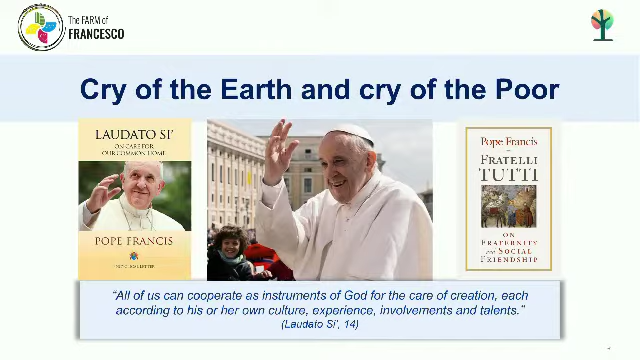 The FARM of
FRANCESCO
Cry of the Earth and cry of the Poor
LAUDATO SI'
ON CARE FOR
OUR COMMON HOME
POPE FRANCIS
Pope Francis
FRATELLI
TUTTI
ON
FRATERNITY
AND SOCIAL
FRIENDSHIP
"All of us can cooperate as instruments of God for the care of creation, each
according to his or her own culture, experience, involvements and talents."
(Laudato Si', 14)